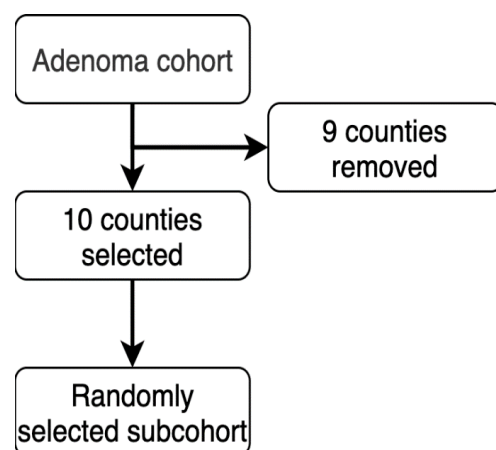 Adenoma cohort
9 counties
removed
10 counties
selected
Randomly
selected subcohort